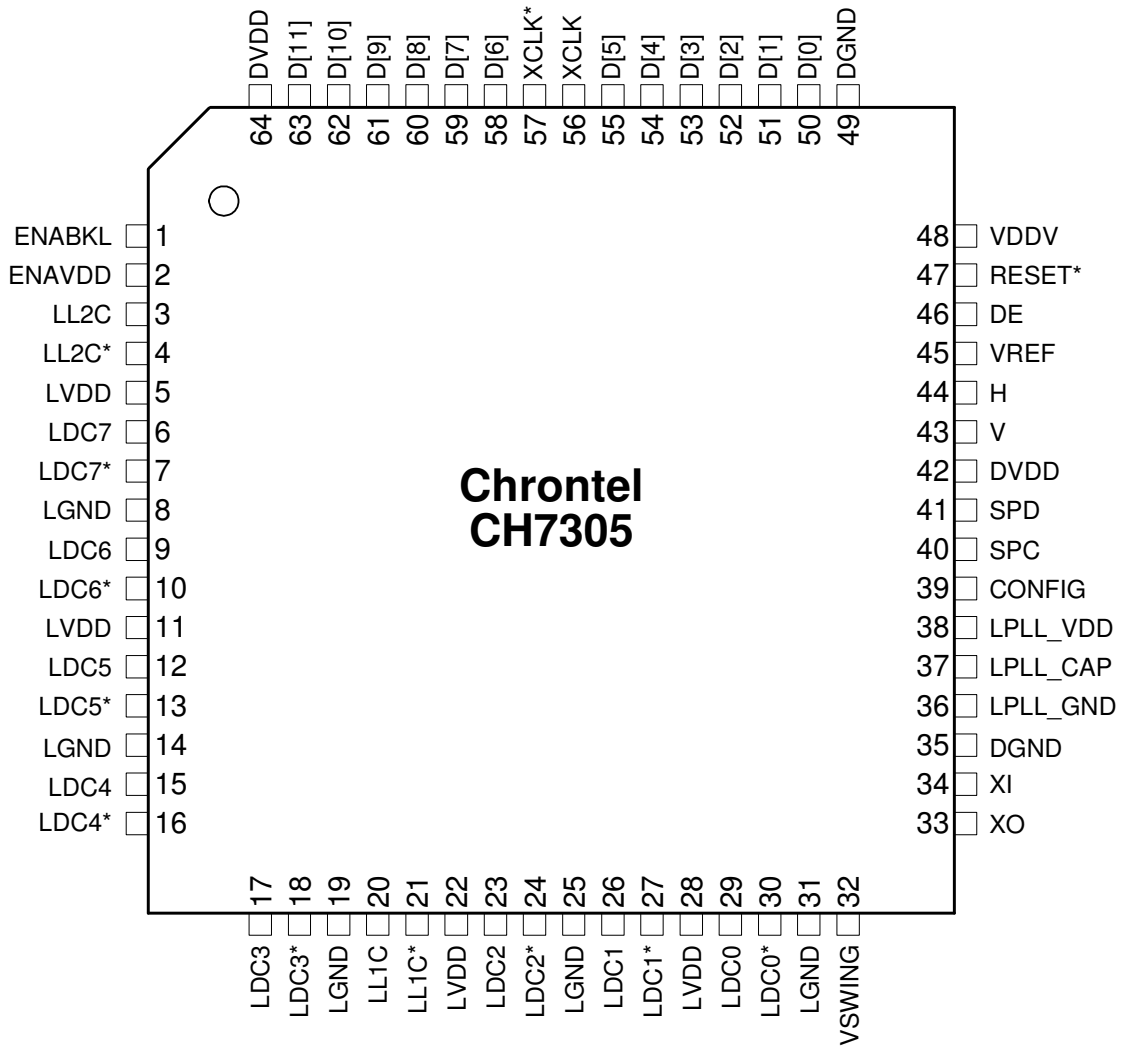 DVDD
D[11]
D[10]
D[9]
D[8]
D[7]
D[6]
XCLK*
XCLK
D[5]
D[4]
D[3]
D[2]
D[1]
D[0]
DGND
64
63
62
61
60
59
58
57
56
55
54
53
52
51
50
49
ENABKL 1
ENAVDD 2
LL2C 3
LL2C* 4
LVDD 5
LDC7 6
LDC7* 7
LGND 8
LDC6 9
LDC6* 10
LVDD 11
LDC5 12
LDC5* 13
LGND 14
LDC4 15
LDC4* 16
Chrontel
CH7305
48 VDDV
47 RESET*
46 DE
45 VREF
44 H
43 V
42 DVDD
41 SPD
40 SPC
39 CONFIG
38 LPLL_VDD
37 LPLL_CAP
36 LPLL_GND
35 DGND
34 XI
33 XO
17
18
19
20
21
22
23
24
25
26
27
28
29
30
31
32
LDC3
LDC3*
LGND
LL1C
LL1C*
LVDD
LDC2
LDC2*
LGND
LDC1
LDC1*
LVDD
LDC0
LDC0*
LGND
VSWING